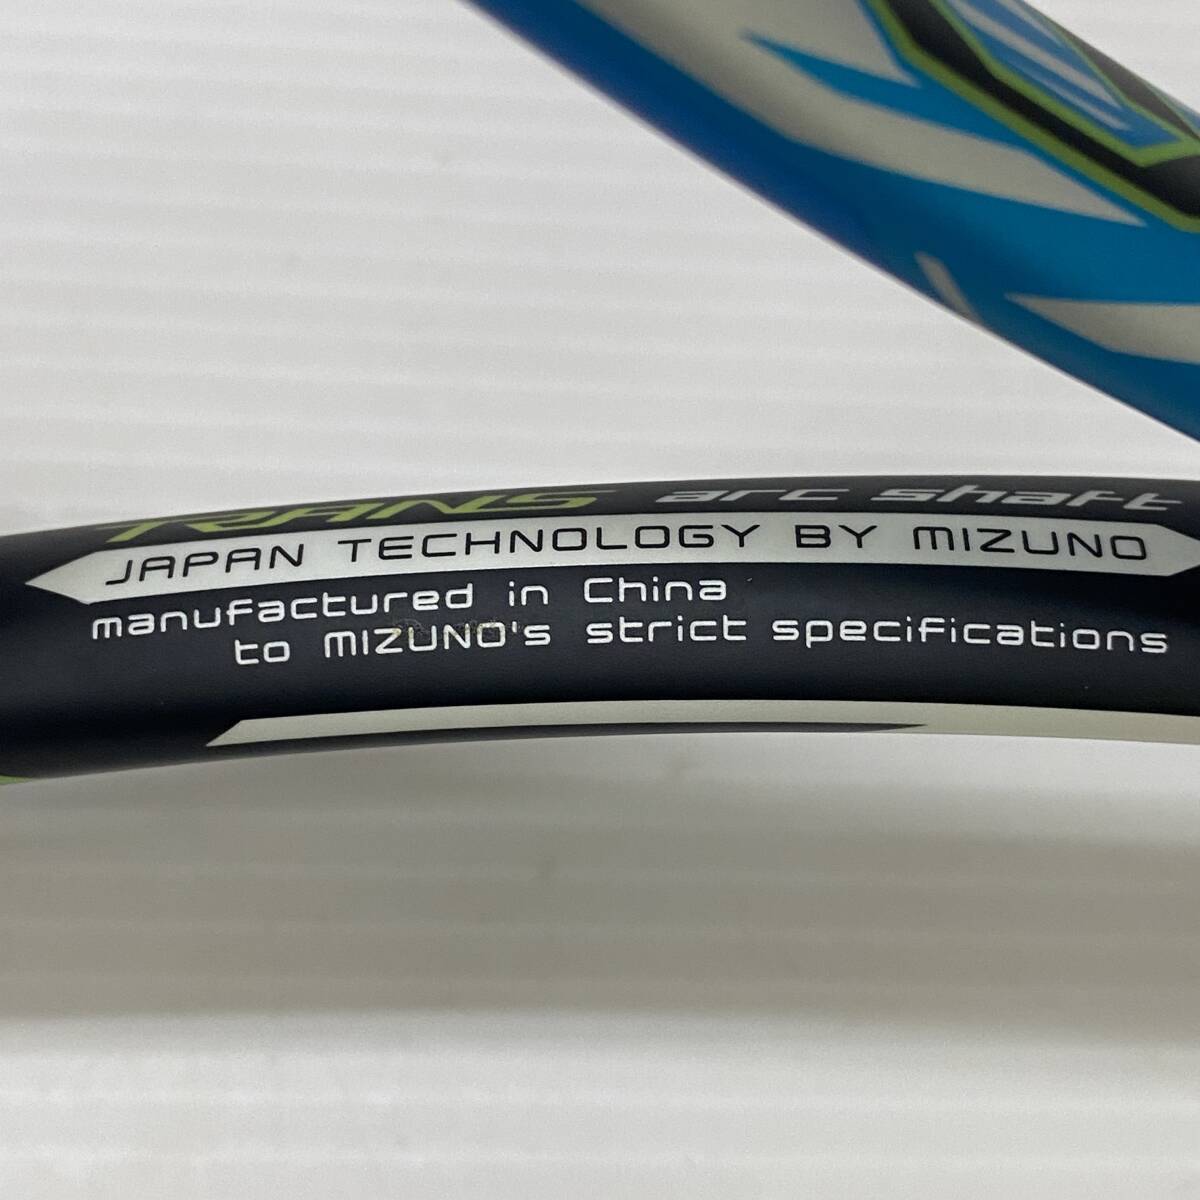 TRANS arc shaft
JAPAN TECHNOLOGY BY MIZUNO
manufactured in China
to MIZUNO's strict specifications